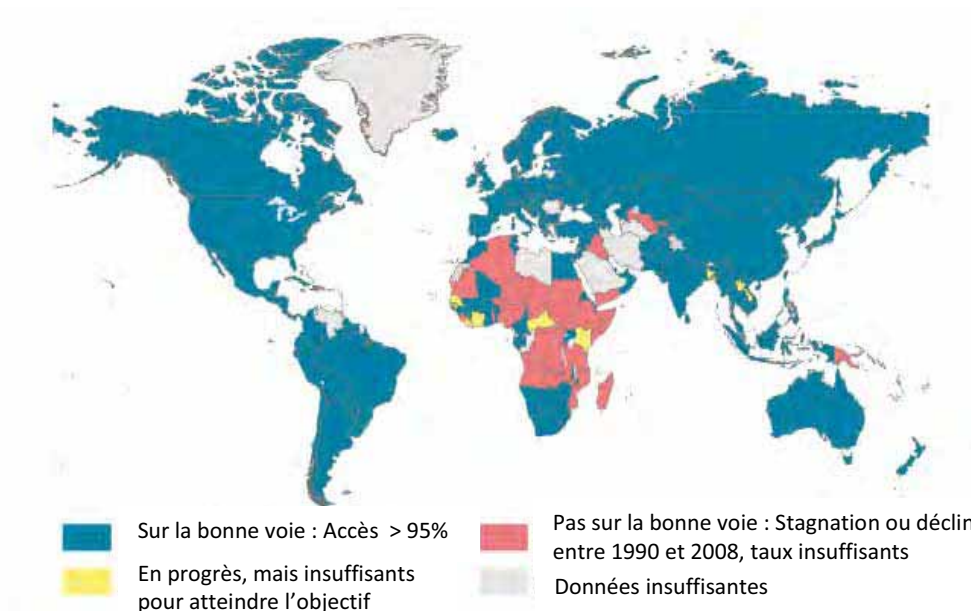 Sur la bonne voie : Accès > 95%
En progrès, mais insuffisants
pour atteindre l’objectif
Pas sur la bonne voie : Stagnation ou déclin
entre 1990 et 2008, taux insuffisants
Données insuffisantes